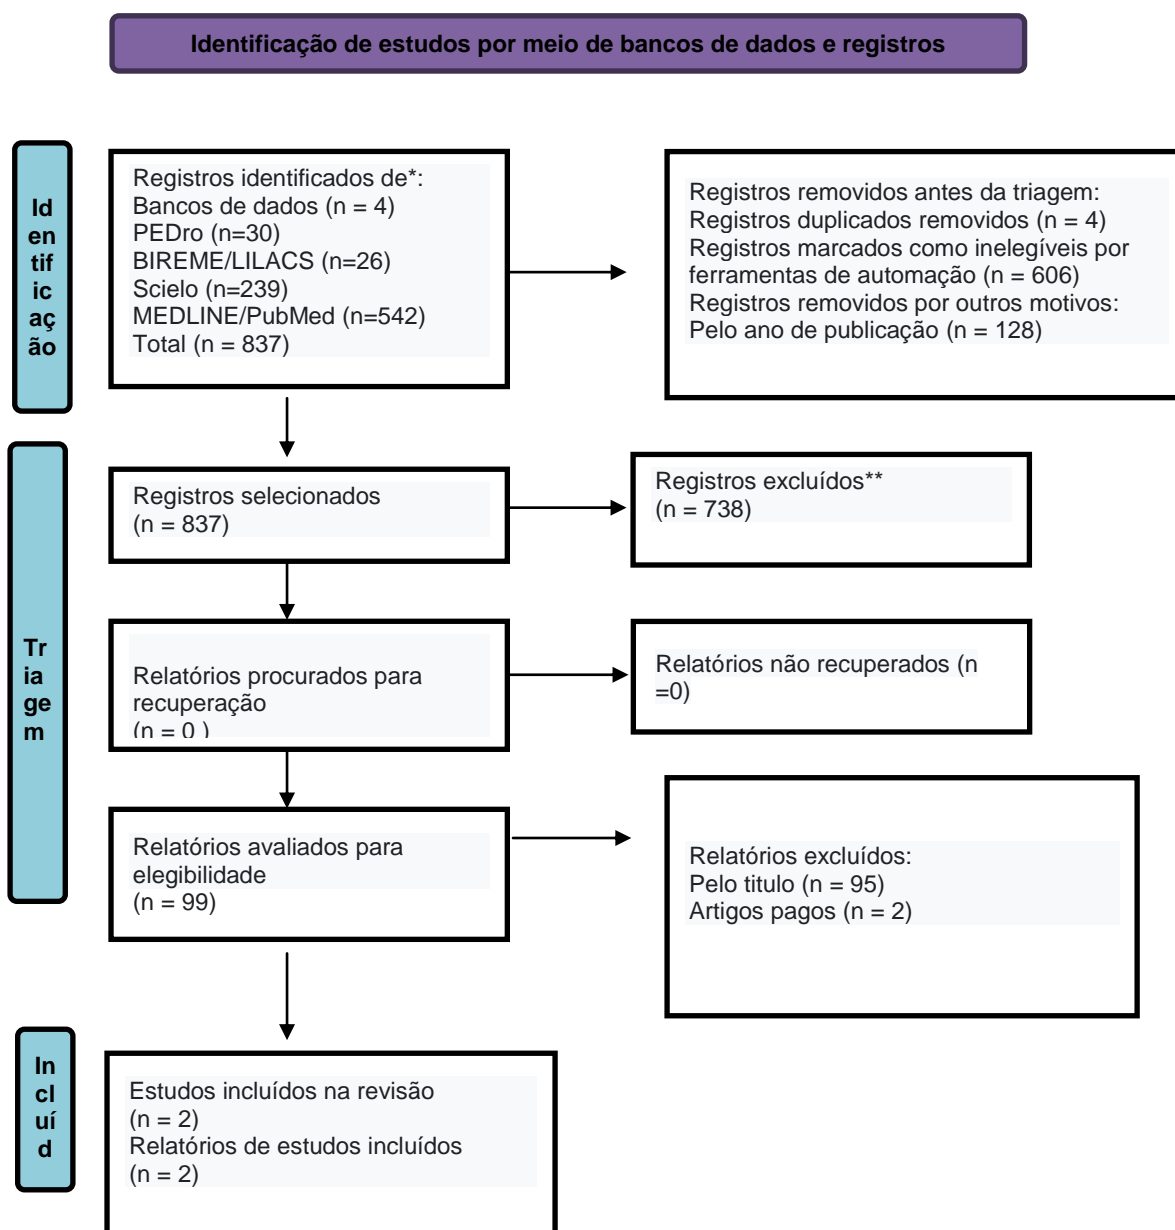 Identificação de estudos por meio de bancos de dados e registros
Id
en
tif
ic
aç
ão
Registros identificados de*:
Bancos de dados (n = 4)
PEDro (n=30)
BIREME/LILACS (n=26)
Scielo (n=239)
MEDLINE/PubMed (n=542)
Total (n = 837)
Registros removidos antes da triagem:
Registros duplicados removidos (n = 4)
Registros marcados como inelegíveis por
ferramentas de automação (n = 606)
Registros removidos por outros motivos:
Pelo ano de publicação (n = 128)
Tr
ia
ge
m
Registros selecionados
(n = 837)
Registros excluídos**
(n = 738)
Relatórios procurados para
recuperação
(n = 0 )
Relatórios não recuperados (n
=0)
Relatórios avaliados para
elegibilidade
(n = 99)
Relatórios excluídos:
Pelo titulo (n = 95)
Artigos pagos (n = 2)
In
cl
uí
d
Estudos incluídos na revisão
(n = 2)
Relatórios de estudos incluídos
(n = 2)